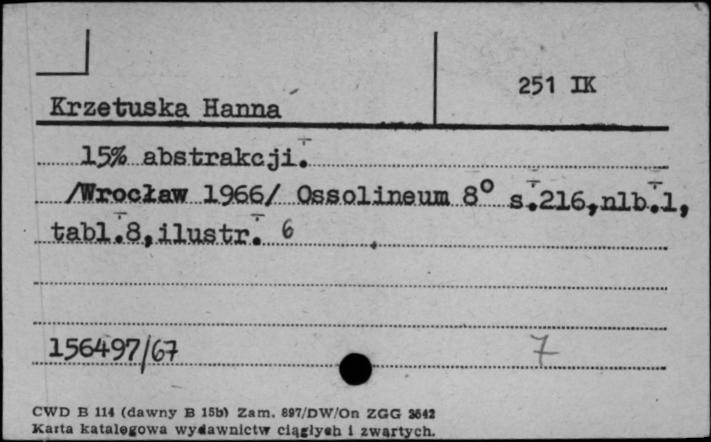 251 IK
Krzetuska Hanna
15% abstrakcji.
/Wrocław 1966/ Ossolineum 8° s.216,nlb.1,
tabl.8,ilustr. 6
156497/67 7
CWD B 114 (dawny B 15b) Zam. 897/DW/On ZGG 3642
Karta katalogowa wydawnictw ciągłych i zwartych.